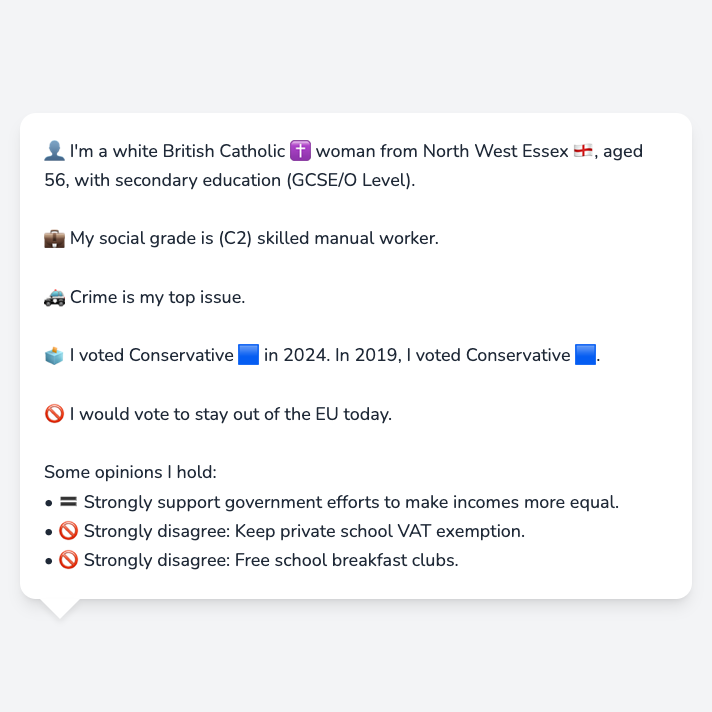 👤 I'm a white British Catholic ✝️ woman from North West Essex 🏴󠁧󠁢󠁥󠁮󠁧󠁿, aged
56, with secondary education (GCSE/O Level).
💼 My social grade is (C2) skilled manual worker.
🚓 Crime is my top issue.
🗳️ I voted Conservative 🟦 in 2024. In 2019, I voted Conservative 🟦.
🚫 I would vote to stay out of the EU today.
Some opinions I hold:
• 🟰 Strongly support government efforts to make incomes more equal.
• 🚫 Strongly disagree: Keep private school VAT exemption.
• 🚫 Strongly disagree: Free school breakfast clubs.